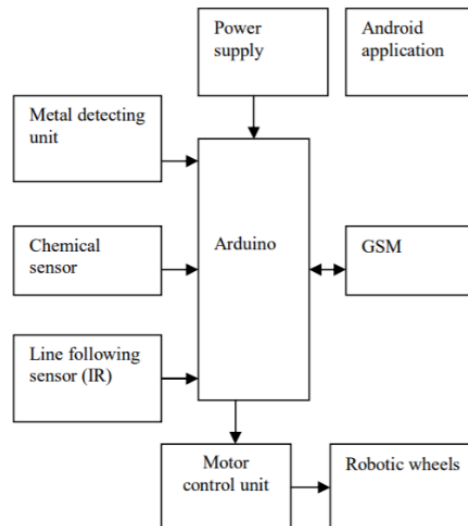 Power
supply
Android
application
Metal detecting
unit
Arduino
Chemical
sensor
GSM
Line following
sensor (IR)
Motor
control unit
Robotic wheels